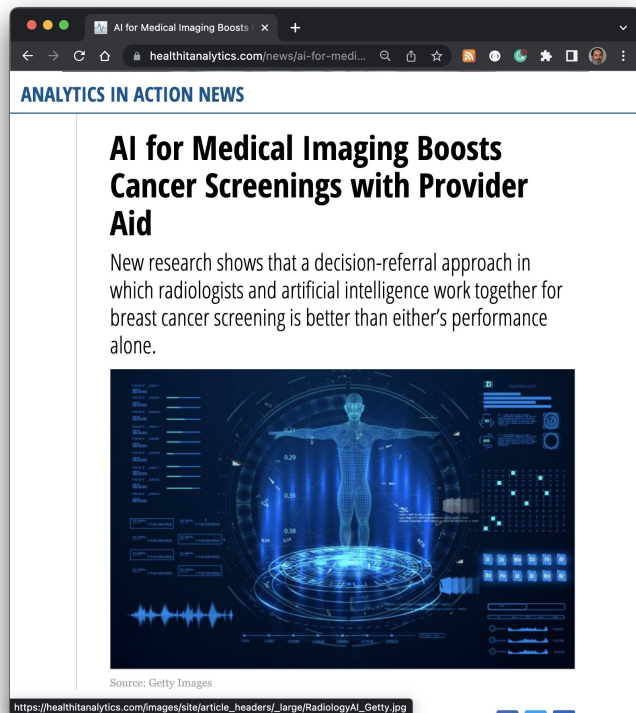 AI for Medical Imaging Boosts
healthitanalytics.com/news/ai-for-medi...
ANALYTICS IN ACTION NEWS
AI for Medical Imaging Boosts
Cancer Screenings with Provider
Aid
New research shows that a decision-referral approach in
which radiologists and artificial intelligence work together for
breast cancer screening is better than either's performance
alone.
Dashboard
0.29
0.35
0.38
Source: Getty Images
https://healthitanalytics.com/images/site/article_headers/_large/RadiologyAI_Getty.jpg